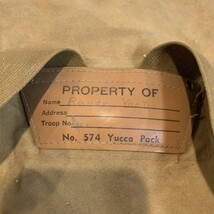 PROPERTY OF
Name
Address
Troop No.
No. 574 Yucca Pack